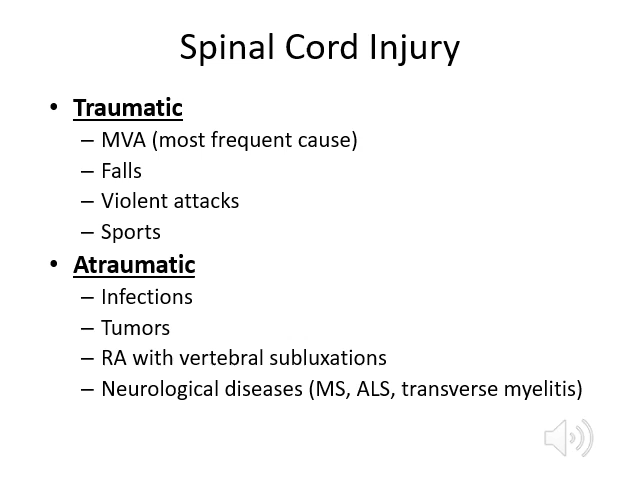 Spinal Cord Injury
• Traumatic
– MVA (most frequent cause)
– Falls
– Violent attacks
– Sports
• Atraumatic
– Infections
– Tumors
– RA with vertebral subluxations
– Neurological diseases (MS, ALS, transverse myelitis)